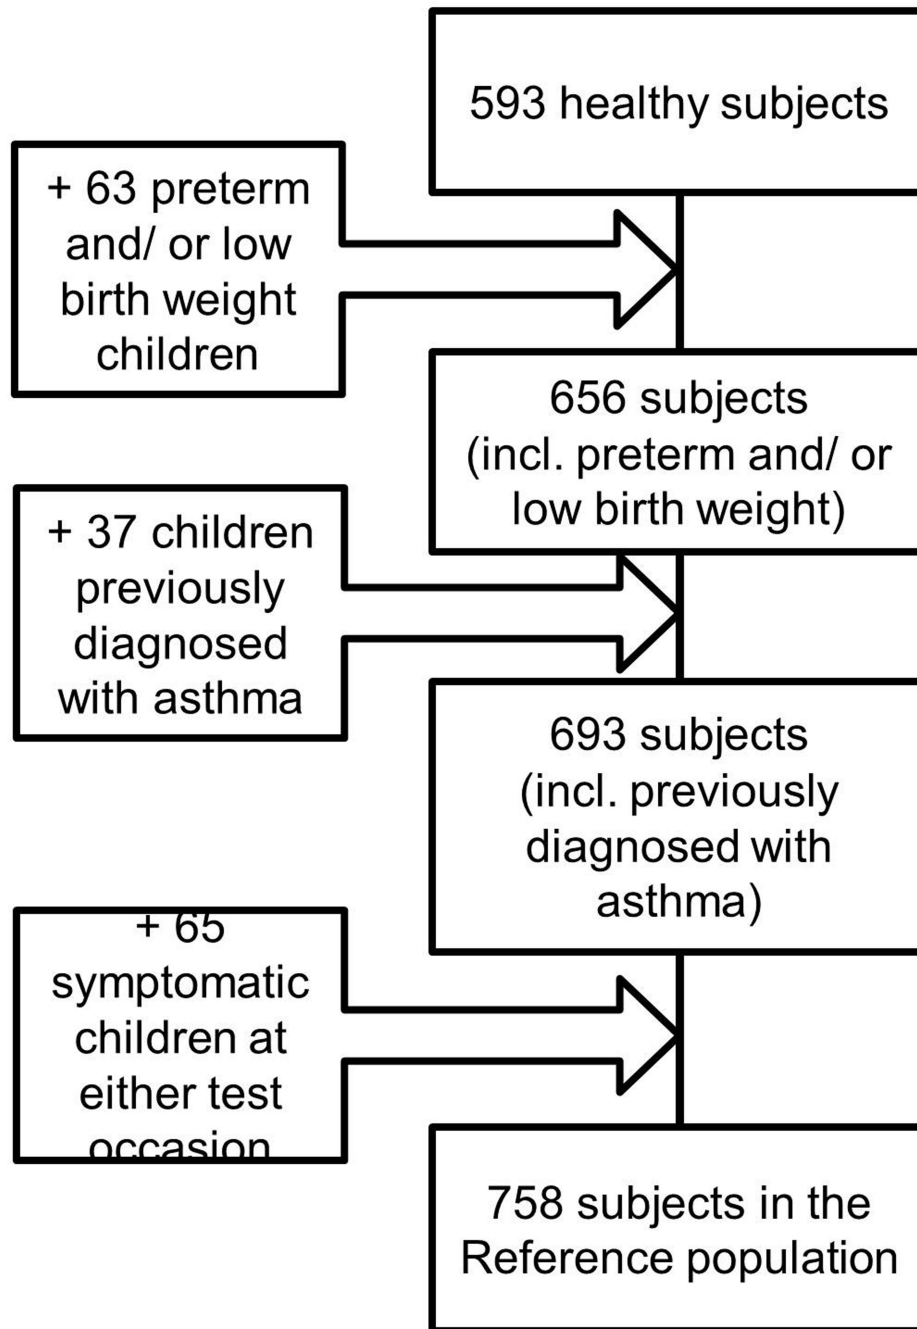 593 healthy subjects
+ 63 preterm
and/ or low
birth weight
children
656 subjects
(incl. preterm and/ or
low birth weight)
+ 37 children
previously
diagnosed
with asthma
693 subjects
(incl. previously
diagnosed with
asthma)
+ 65
symptomatic
children at
either test
occasion
758 subjects in the
Reference population